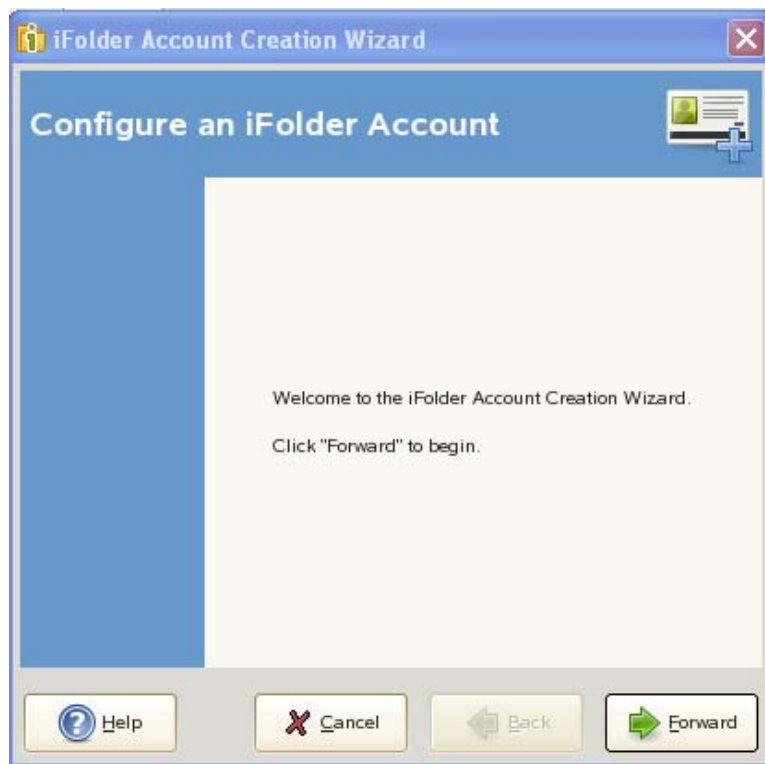 iFolder Account Creation Wizard
Configure an iFolder Account
Welcome to the iFolder Account Creation Wizard.
Click "Forward" to begin.
Help
Cancel
Back
Forward